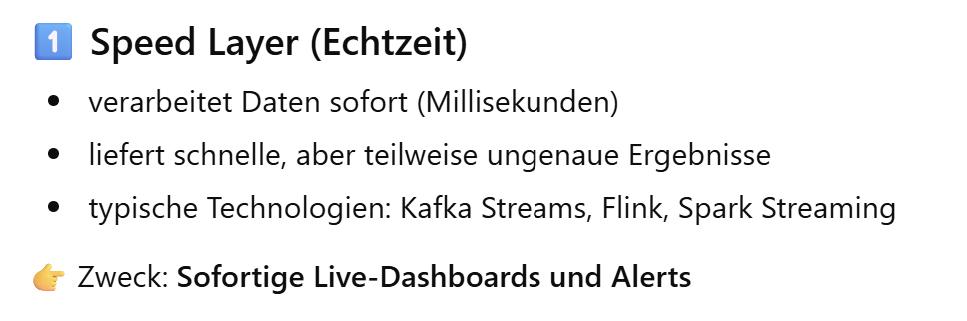 1️⃣ Speed Layer (Echtzeit)
• verarbeitet Daten sofort (Millisekunden)
• liefert schnelle, aber teilweise ungenaue Ergebnisse
• typische Technologien: Kafka Streams, Flink, Spark Streaming
👉 Zweck: Sofortige Live-Dashboards und Alerts